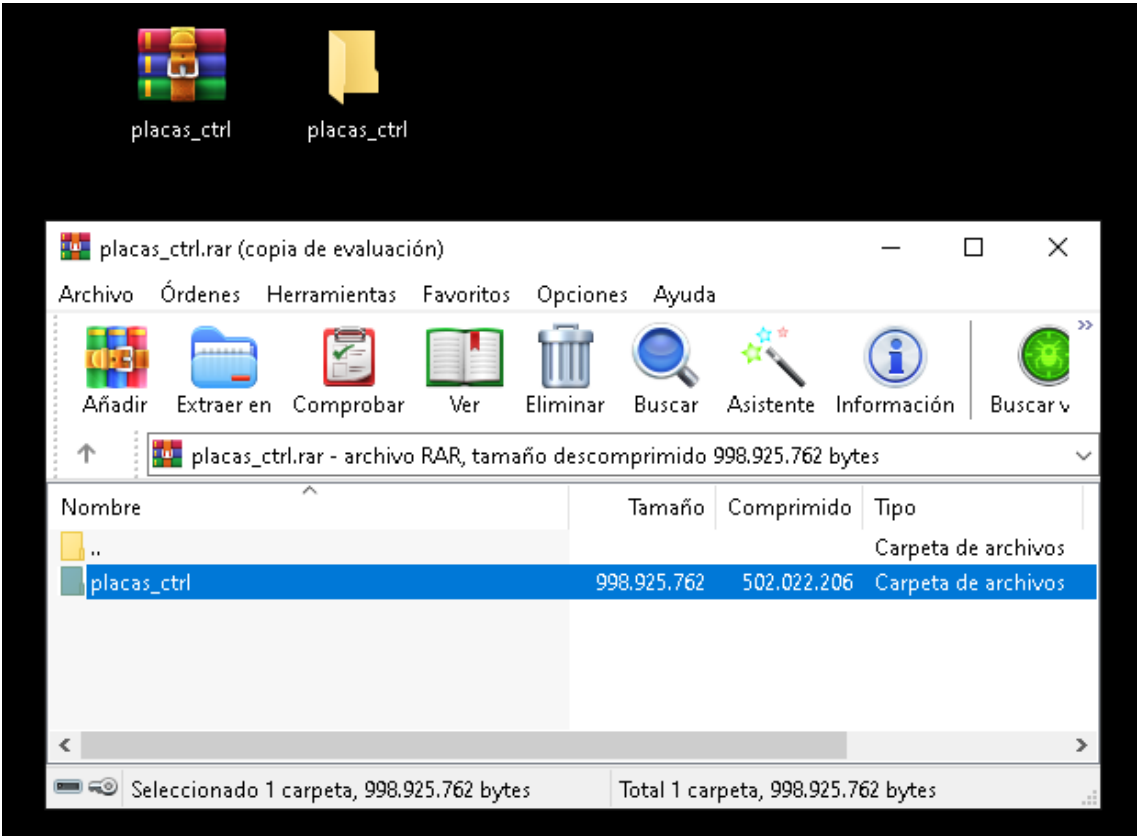 placas_ctrl placas_ctrl
placas_ctrl.rar (copia de evaluación)
Archivo Órdenes Herramientas Favoritos Opciones Ayuda
Añadir Extraer en Comprobar Ver Eliminar Buscar Asistente Información Buscar v
placas_ctrl.rar - archivo RAR, tamaño descomprimido 998.925.762 bytes
Nombre Tamaño Comprimido Tipo
.. Carpeta de archivos
placas_ctrl 998.925.762 502.022.206 Carpeta de archivos
Seleccionado 1 carpeta, 998.925.762 bytes Total 1 carpeta, 998.925.762 bytes